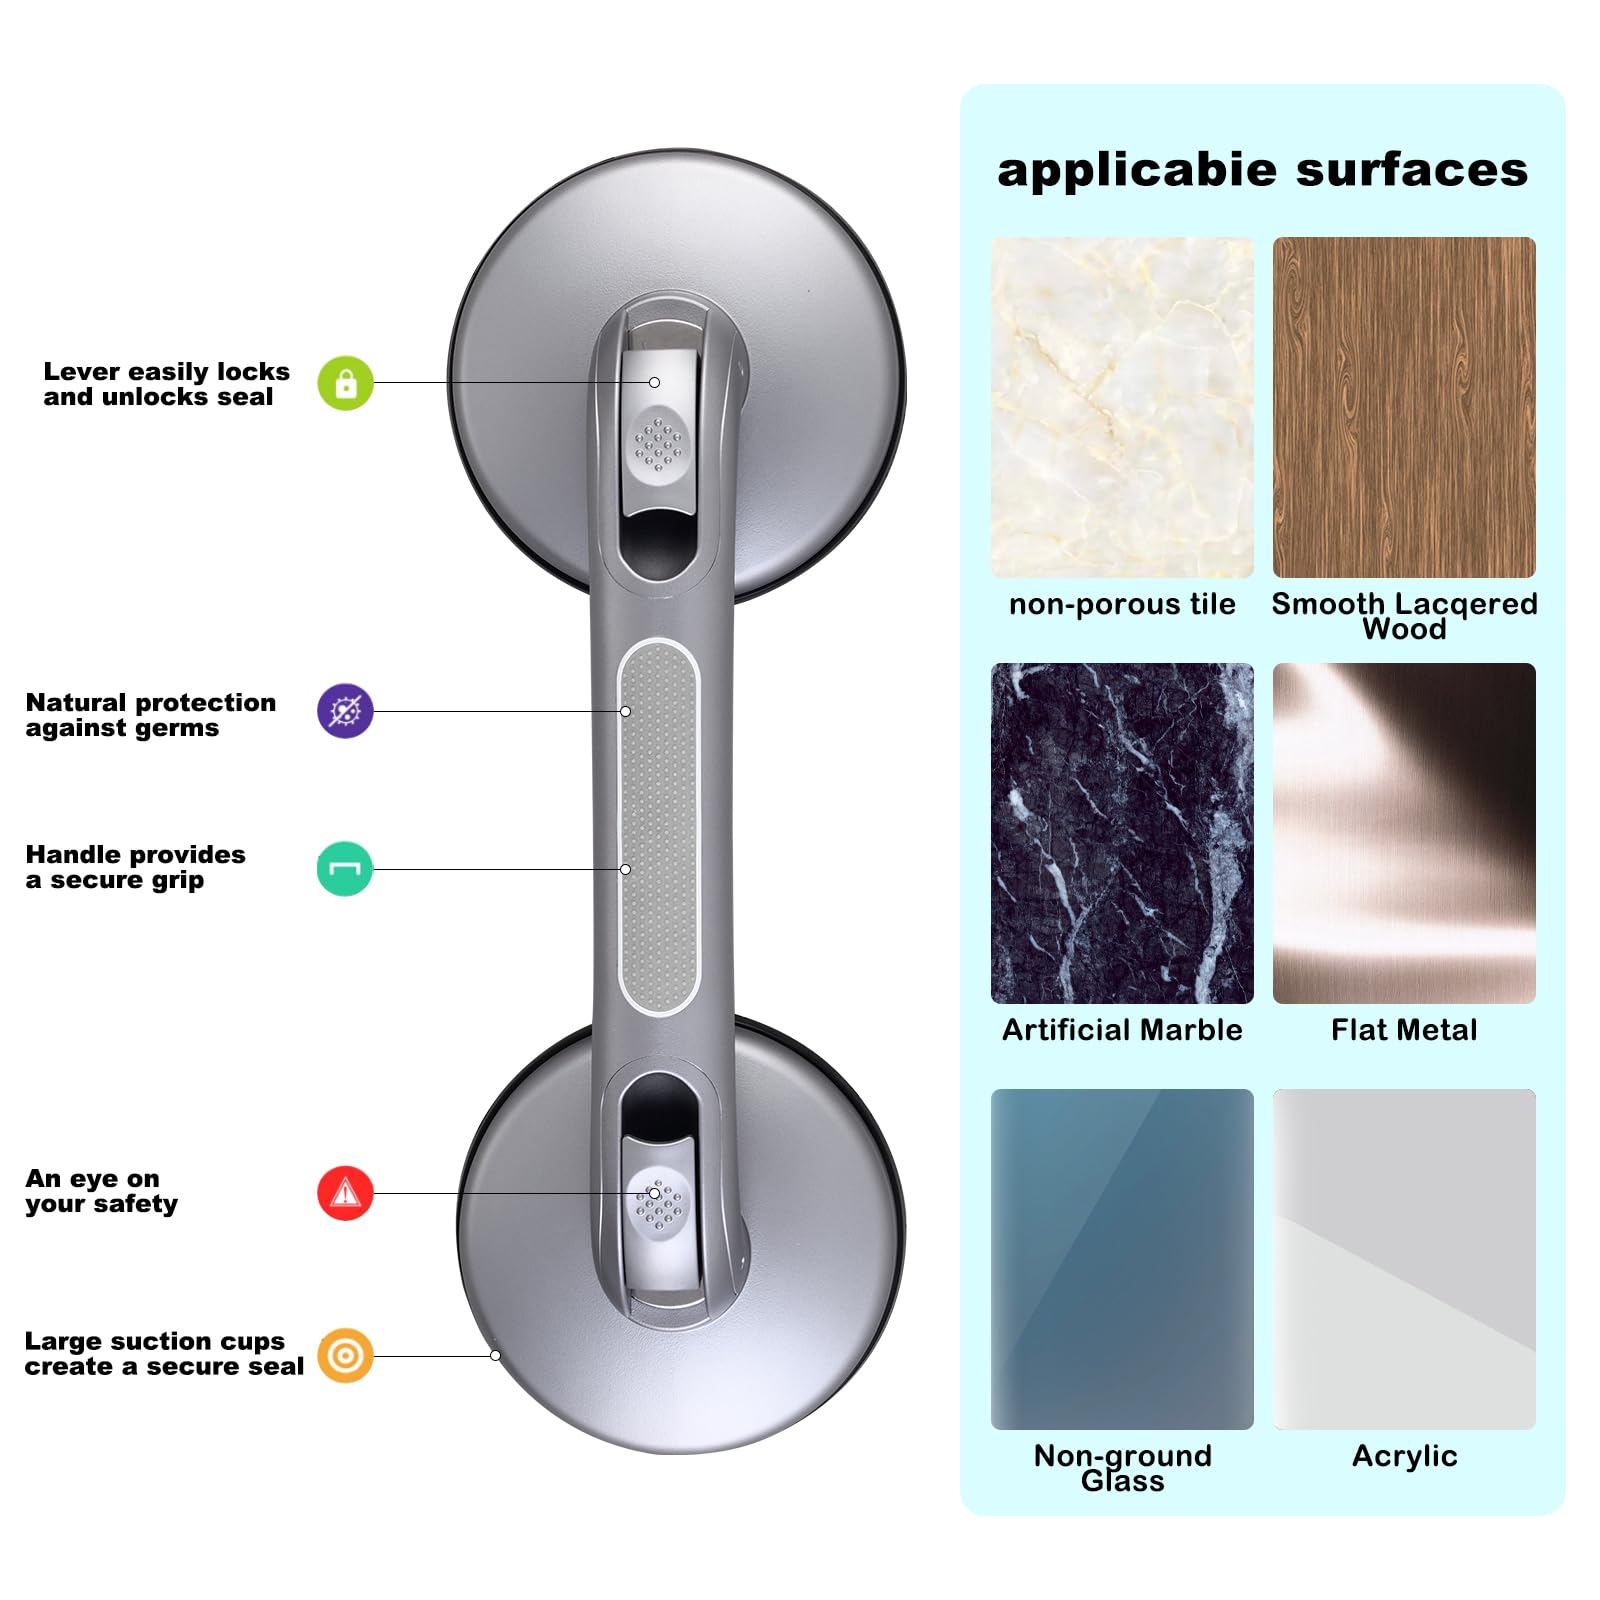 applicabie surfaces
Lever easily locks
and unlocks seal
Natural protection
against germs
Handle provides
a secure grip
An eye on
your safety
Large suction cups
create a secure seal
non-porous tile
Smooth Lacqered
Wood
Artificial Marble
Flat Metal
Non-ground
Glass
Acrylic